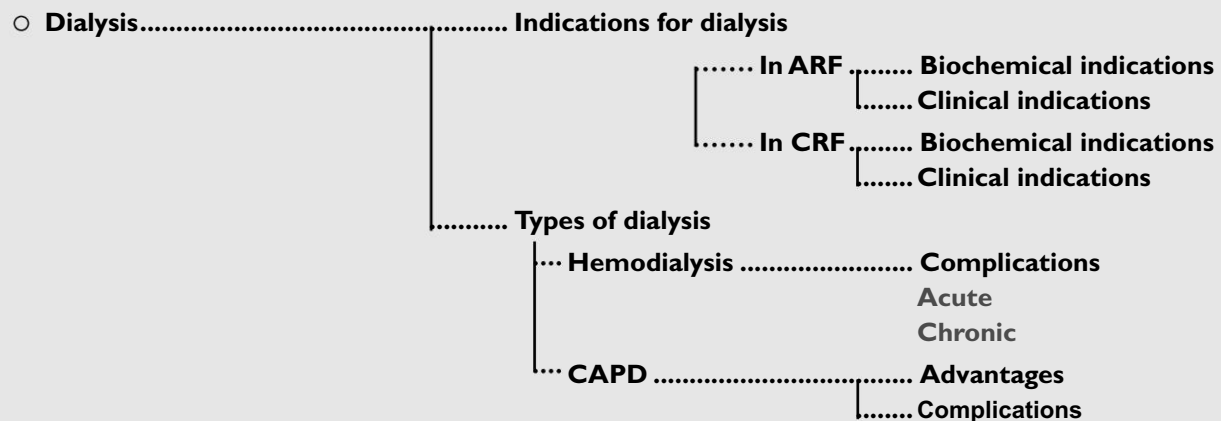 ○ Dialysis................................................................ Indications for dialysis
....... In ARF ......... Biochemical indications
........ Clinical indications
....... In CRF ......... Biochemical indications
........ Clinical indications
........... Types of dialysis
.... Hemodialysis ........................ Complications
Acute
Chronic
.... CAPD .................................... Advantages
........ Complications